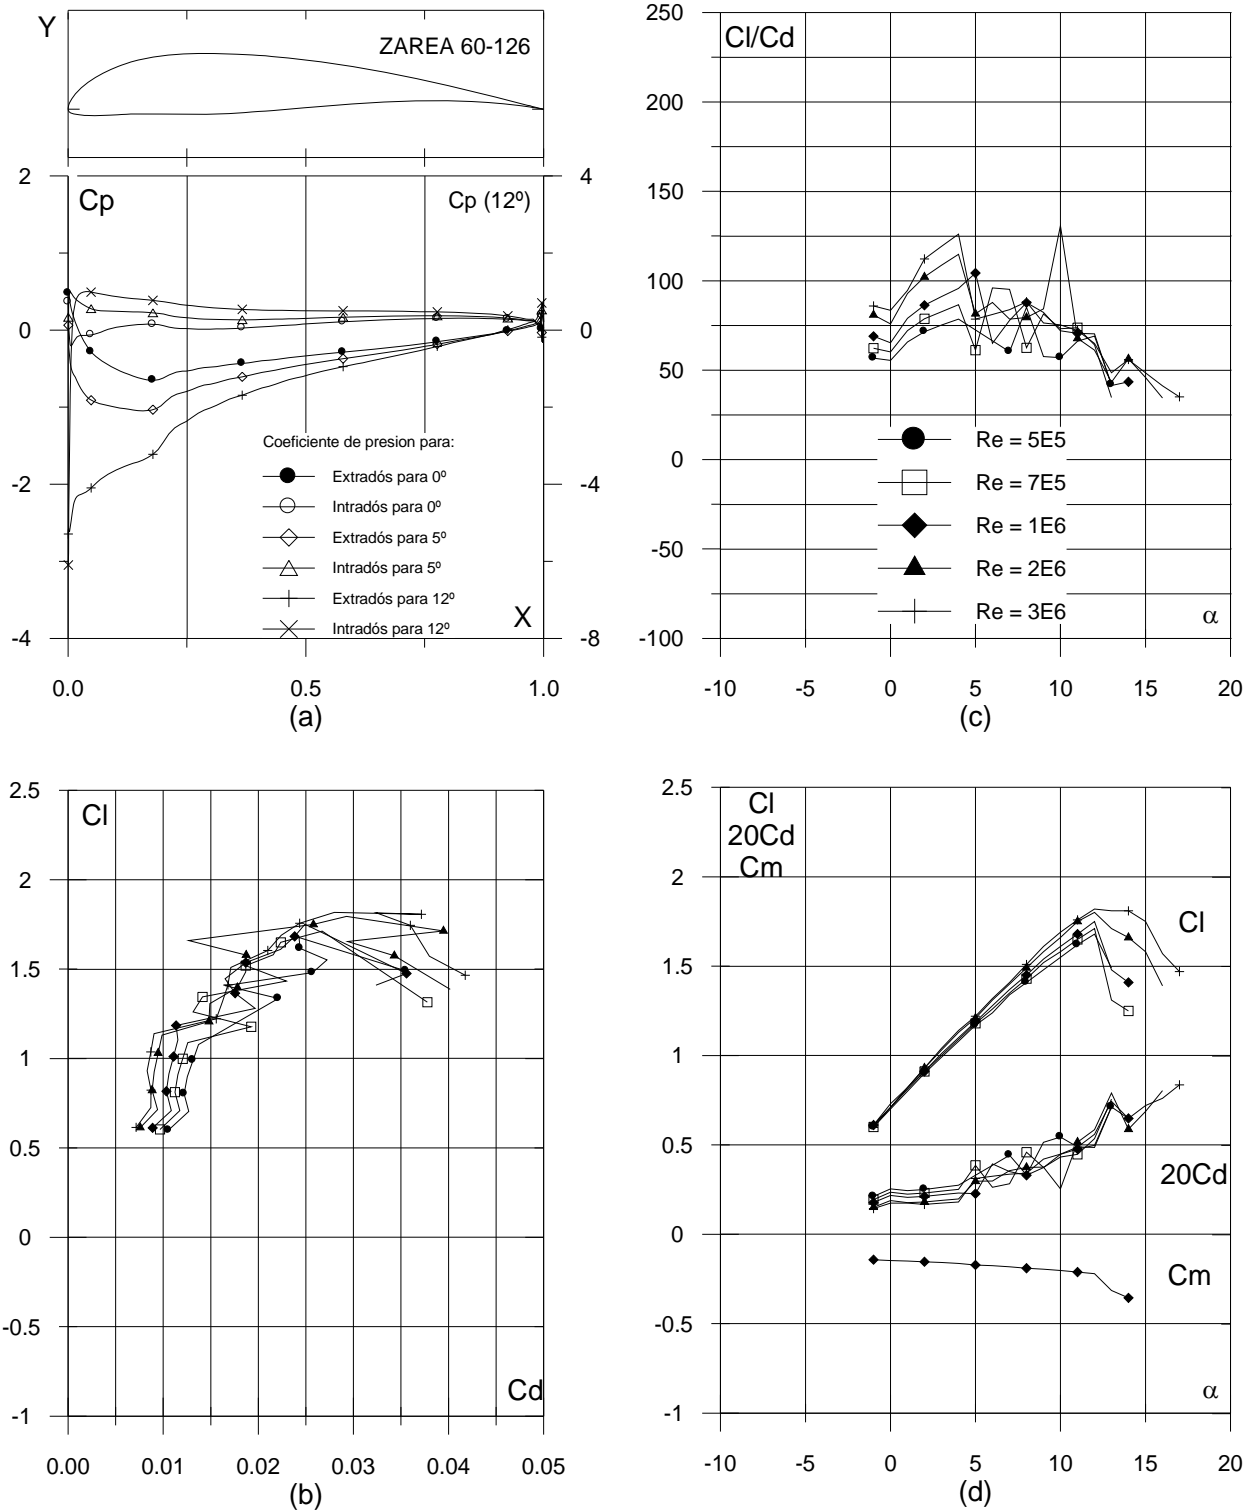 Y
ZAREA 60-126
2
0
-2
-4
Cp
Cp (12º)
4
0
-4
-8
Coeficiente de presion para:
Extradós para 0º
Intradós para 0º
Extradós para 5º
Intradós para 5º
Extradós para 12º
Intradós para 12º
X
0.0 0.5 1.0
(a)
250
200
150
100
50
0
-50
-100
Cl/Cd
Re = 5E5
Re = 7E5
Re = 1E6
Re = 2E6
Re = 3E6
α
-10 -5 0 5 10 15 20
(c)
2.5
2
1.5
1
0.5
0
-0.5
-1
Cl
Cd
0.00 0.01 0.02 0.03 0.04 0.05
(b)
2.5
2
1.5
1
0.5
0
-0.5
-1
Cl
20Cd
Cm
Cl
20Cd
Cm
α
-10 -5 0 5 10 15 20
(d)